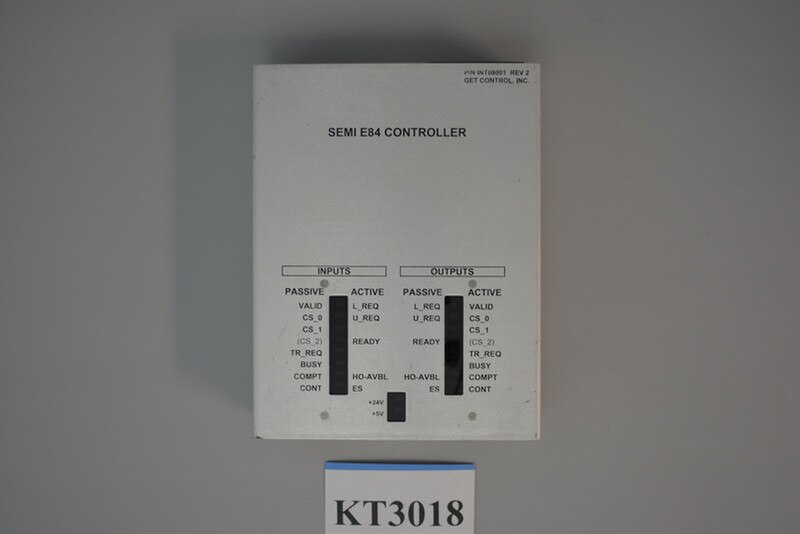 P/N INT08001 REV 2
GET CONTROL, INC.
SEMI E84 CONTROLLER
INPUTS OUTPUTS
PASSIVE ACTIVE PASSIVE ACTIVE
VALID L_REQ L_REQ VALID
CS_0 U_REQ U_REQ CS_0
CS_1 CS_1
(CS_2) READY READY (CS_2)
TR_REQ TR_REQ
BUSY BUSY
COMPT HO-AVBL HO-AVBL COMPT
CONT ES ES CONT
+24V
+5V
KT3018